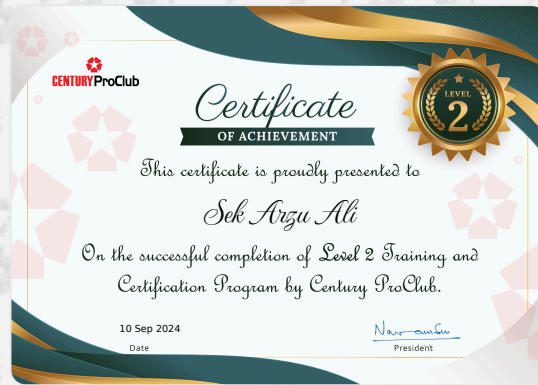 CENTURY ProClub
Certificate
OF ACHIEVEMENT
LEVEL
2
This certificate is proudly presented to
Sek Arzu Ali
On the successful completion of Level 2 Training and
Certification Program by Century ProClub.
10 Sep 2024
Date
President